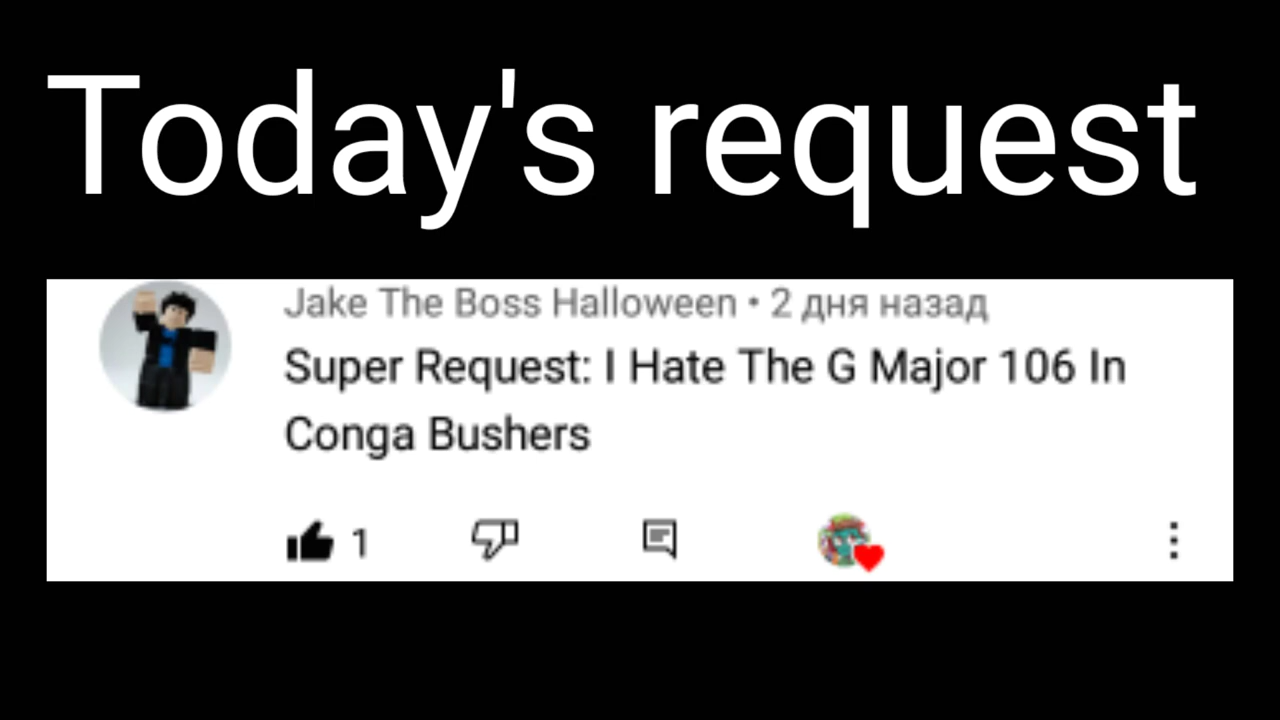 Today's request
Jake The Boss Halloween • 2 дня назад
Super Request: I Hate The G Major 106 In
Conga Bushers
1